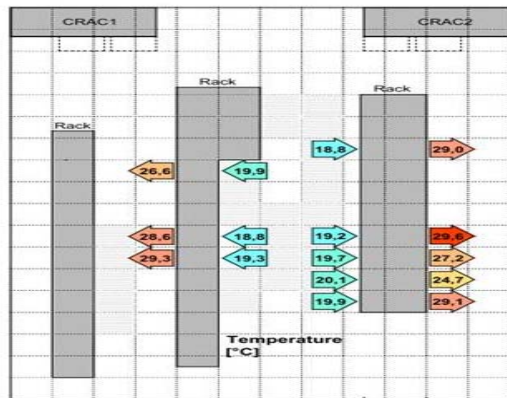 CRAC1 CRAC2
Rack
Rack
Rack
18,8 29,0
26,6 19,9
28,6 18,8 19,2 29,6
29,3 19,3 19,7 27,2
20,1 24,7
19,9 29,1
Temperature
[°C]